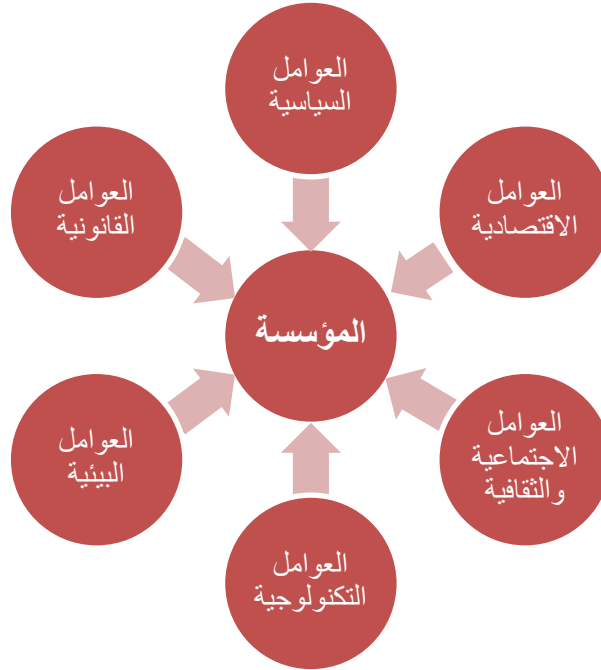 العوامل
السياسية
العوامل
القانونية
العوامل
الاقتصادية
المؤسسة
العوامل
البيئية
العوامل
الاجتماعية
والثقافية
العوامل
التكنولوجية